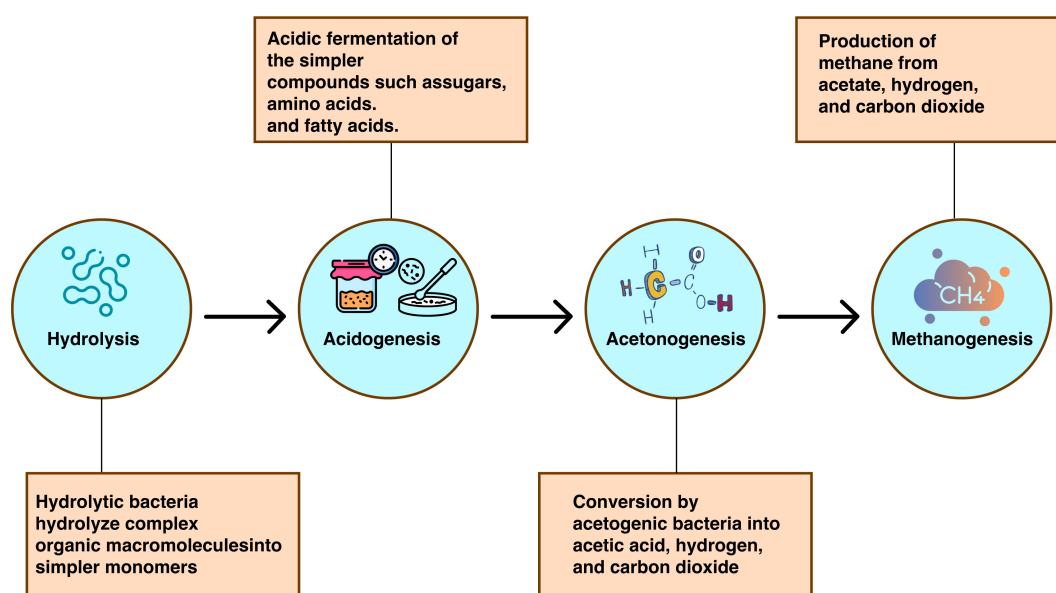 Acidic fermentation of
the simpler
compounds such assugars,
amino acids.
and fatty acids.
Production of
methane from
acetate, hydrogen,
and carbon dioxide
Hydrolysis
Acidogenesis
H
H
C
H
C
O
O
H
Acetonogenesis
CH4
Methanogenesis
Hydrolytic bacteria
hydrolyze complex
organic macromoleculesinto
simpler monomers
Conversion by
acetogenic bacteria into
acetic acid, hydrogen,
and carbon dioxide